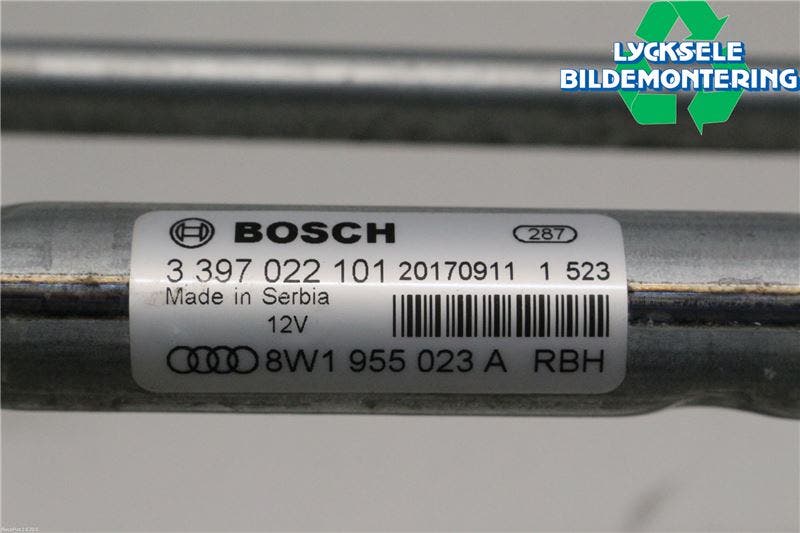 LYCKSELE
BILDEMONTERING
BOSCH 287
3 397 022 101 20170911 1 523
Made in Serbia
12V
8W1 955 023 A RBH